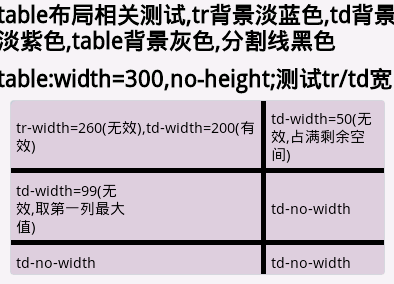 table布局相关测试,tr背景淡蓝色,td背景
淡紫色,table背景灰色,分割线黑色
table:width=300,no-height;测试tr/td宽
tr-width=260(无效),td-width=200(有
效)
td-width=50(无
效,占满剩余空
间)
td-width=99(无
效,取第一列最大
值)
td-no-width
td-no-width
td-no-width